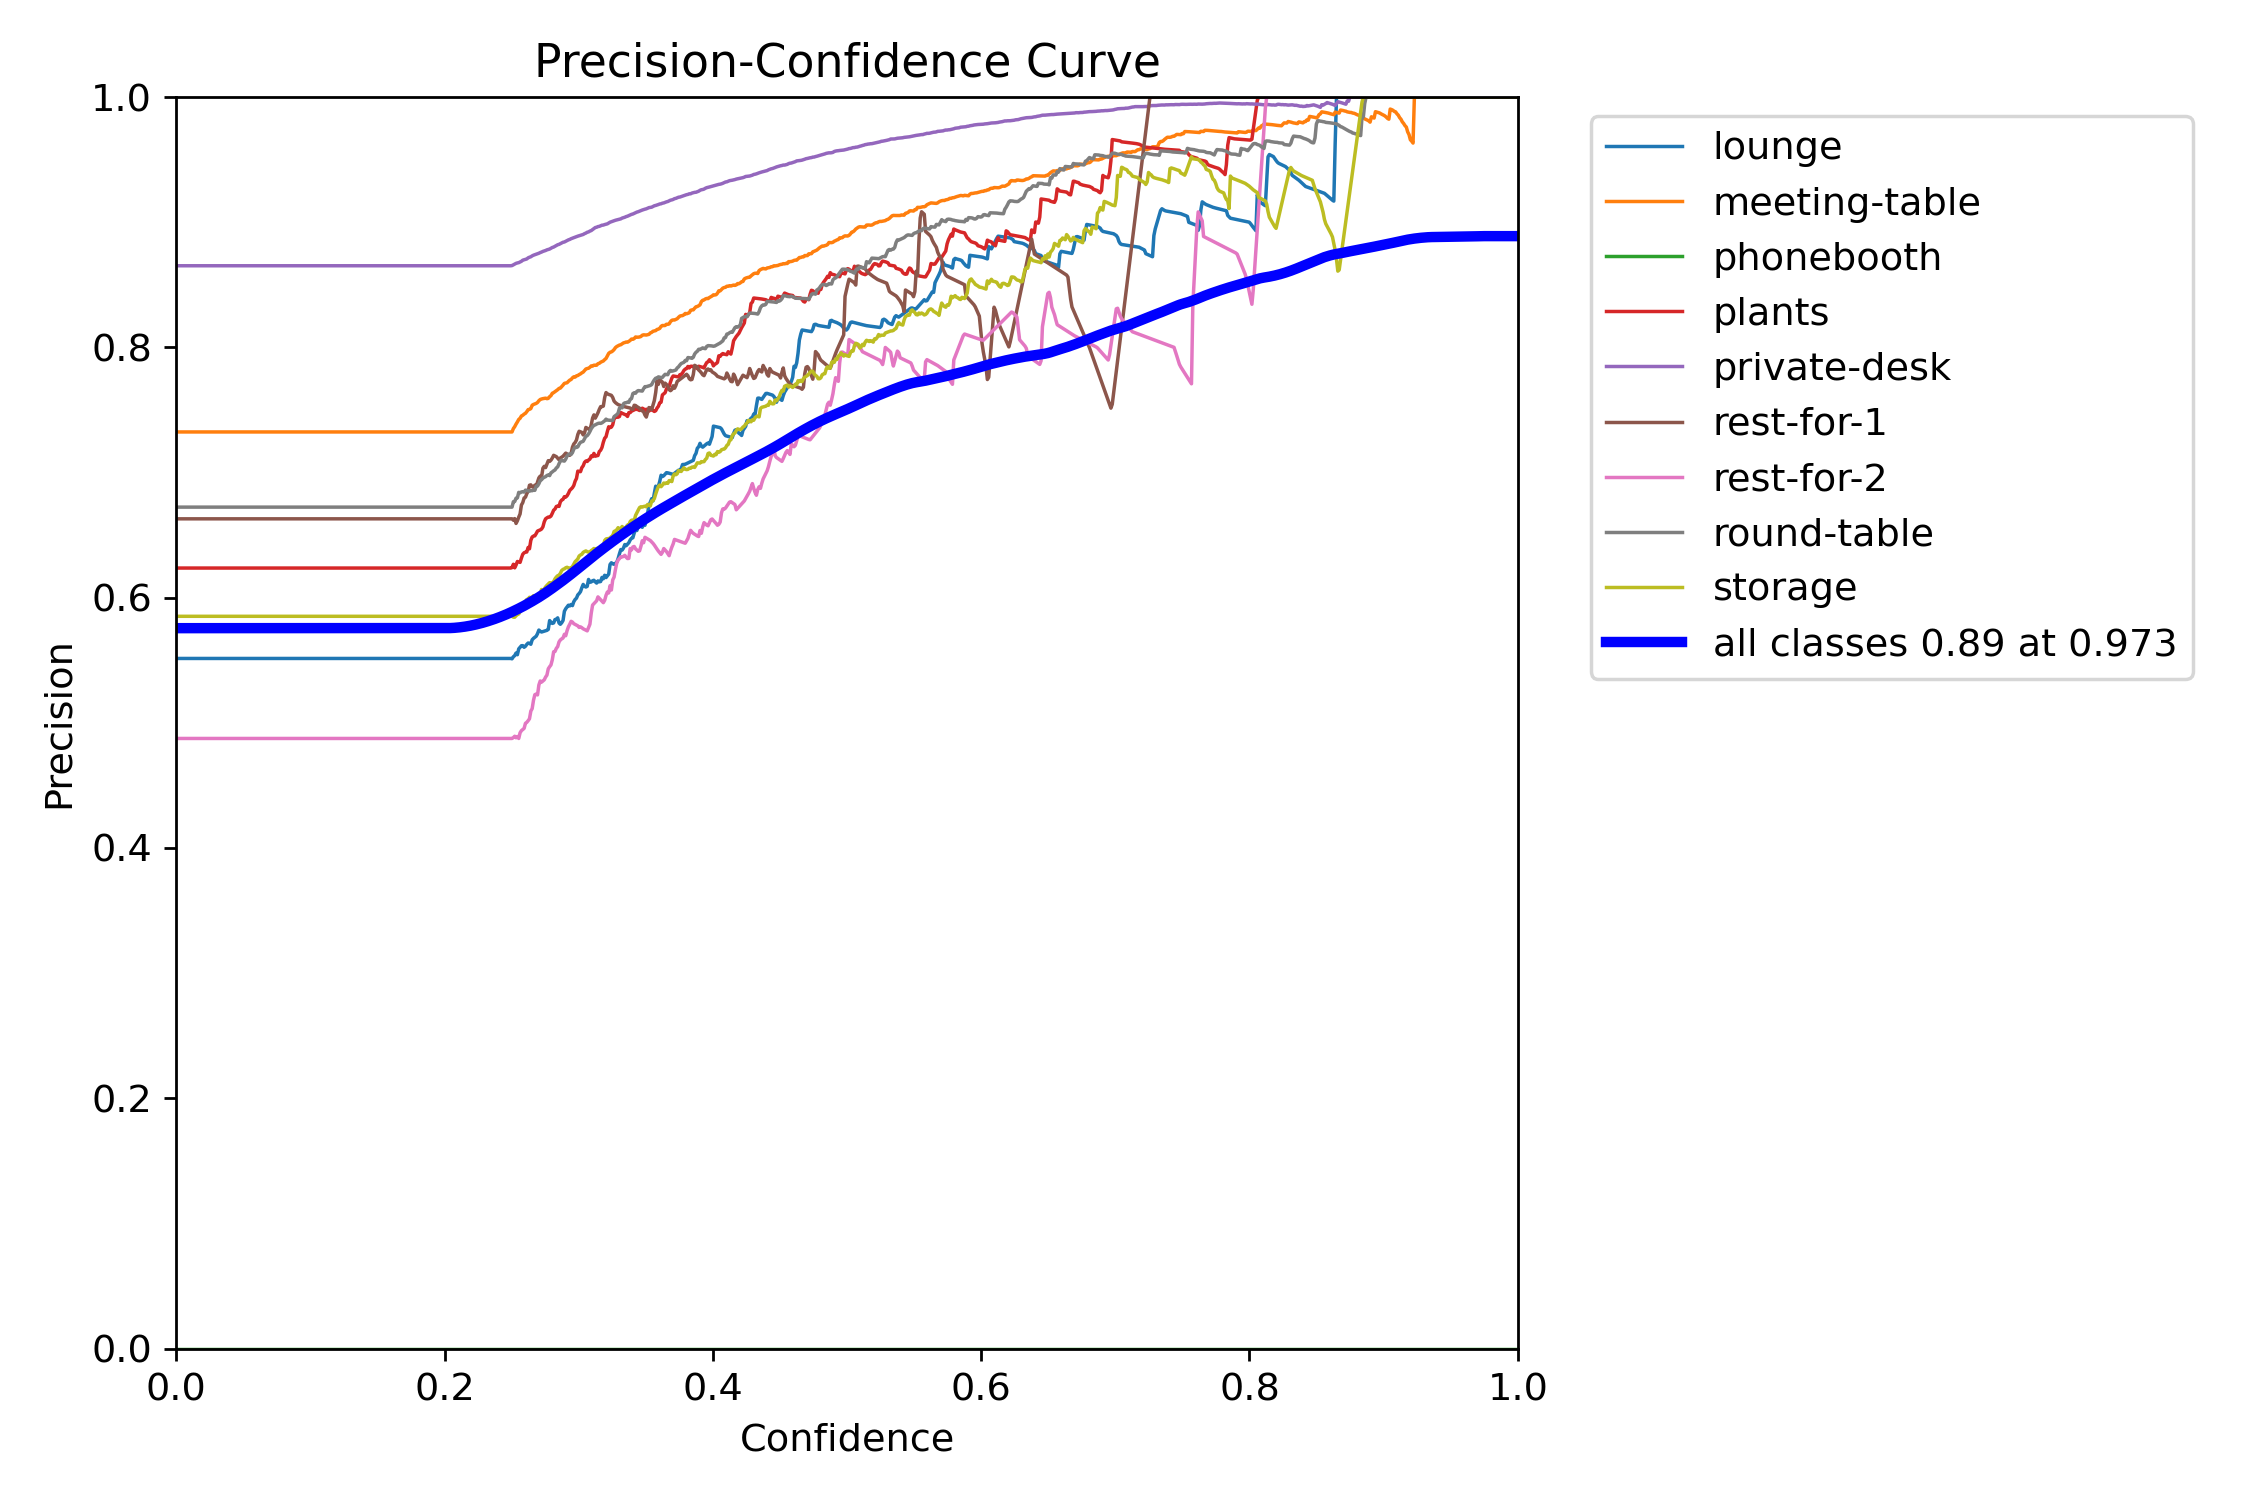 Precision-Confidence Curve
1.0
0.8
0.6
0.4
0.2
0.0
Precision
0.0 0.2 0.4 0.6 0.8 1.0
Confidence
lounge
meeting-table
phonebooth
plants
private-desk
rest-for-1
rest-for-2
round-table
storage
all classes 0.89 at 0.973